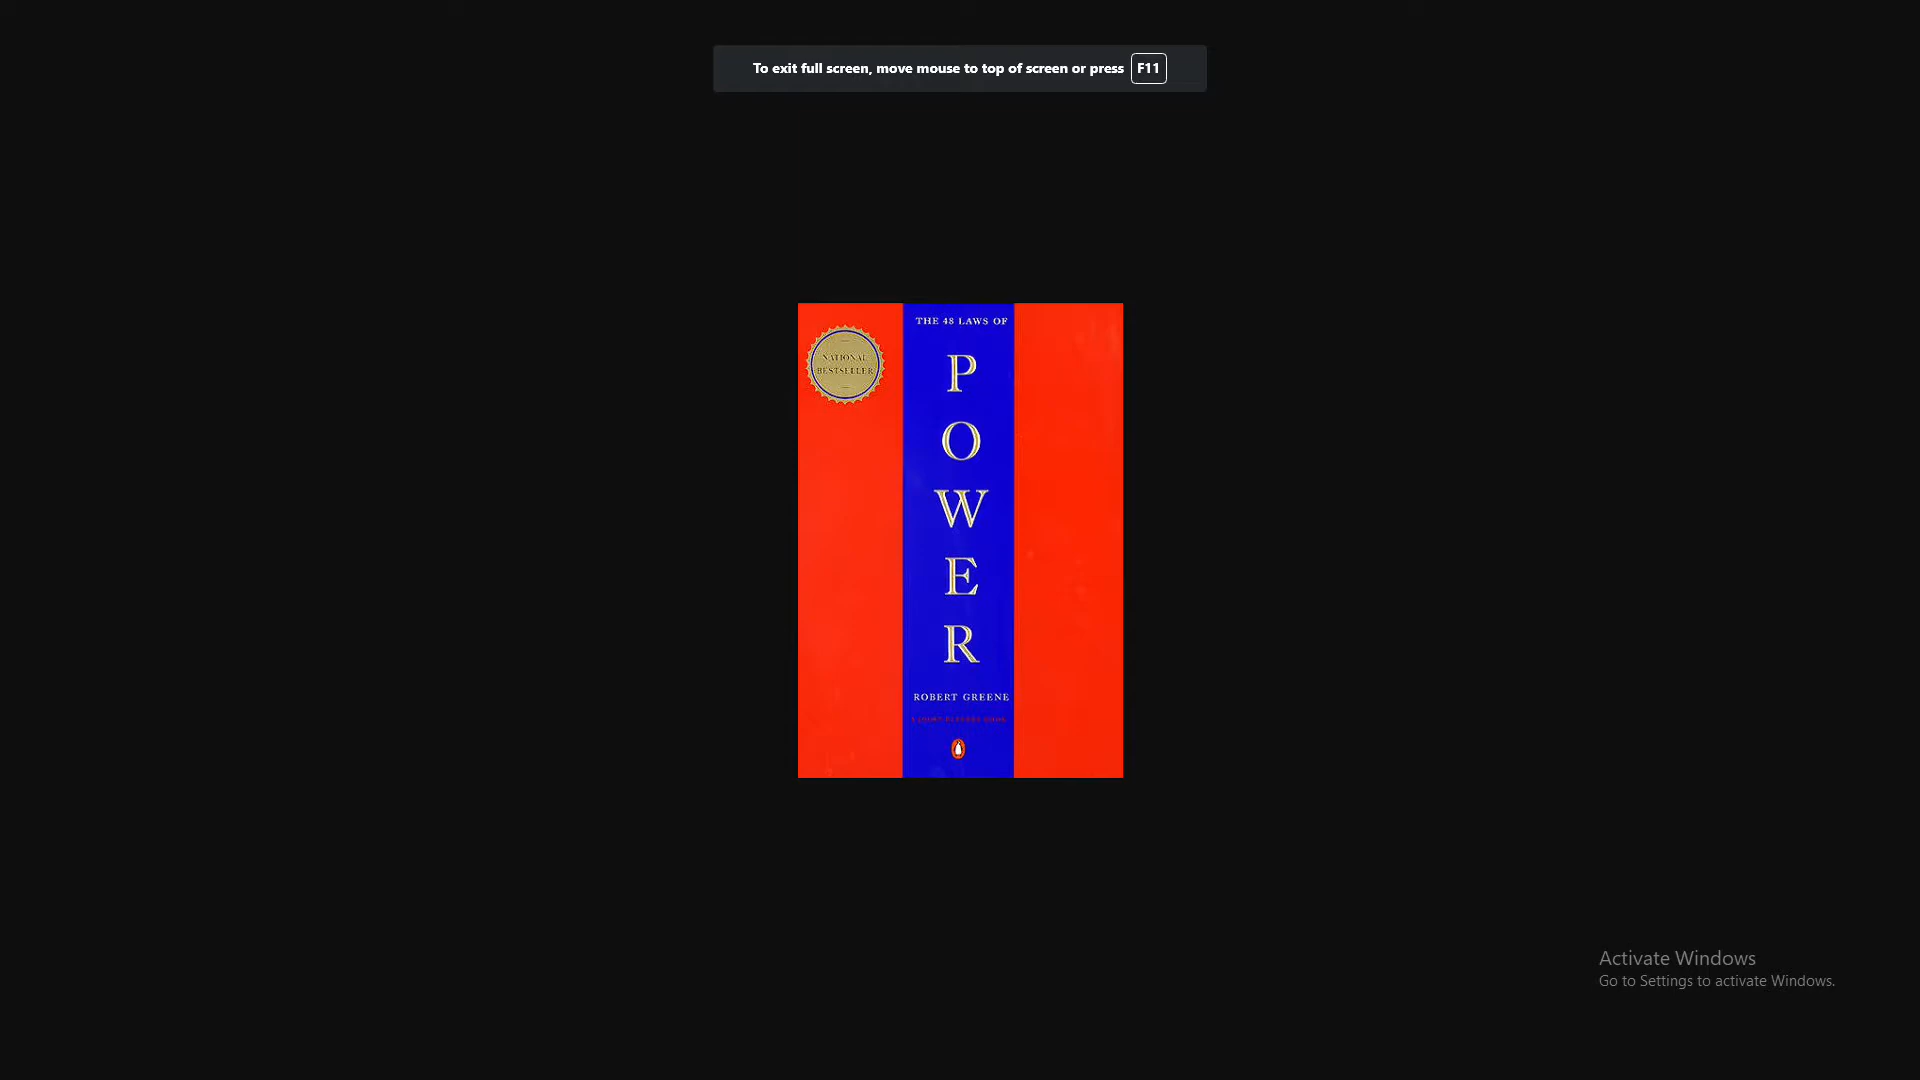 To exit full screen, move mouse to top of screen or press F11
THE 48 LAWS OF
NATIONAL
BESTSELLER
P
O
W
E
R
ROBERT GREENE
Activate Windows
Go to Settings to activate Windows.